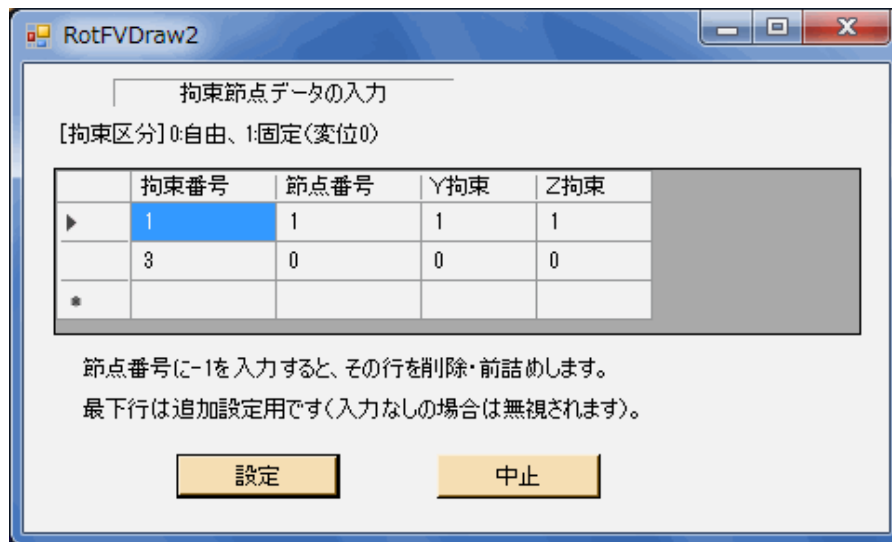 RotFVDraw2
拘束節点データの入力
[拘束区分]0:自由、1:固定(変位0)
拘束番号 節点番号 Y拘束 Z拘束
1 1 1 1
3 0 0 0
節点番号に-1を入力すると、その行を削除・前詰めします。
最下行は追加設定用です(入力なしの場合は無視されます)。
設定 中止